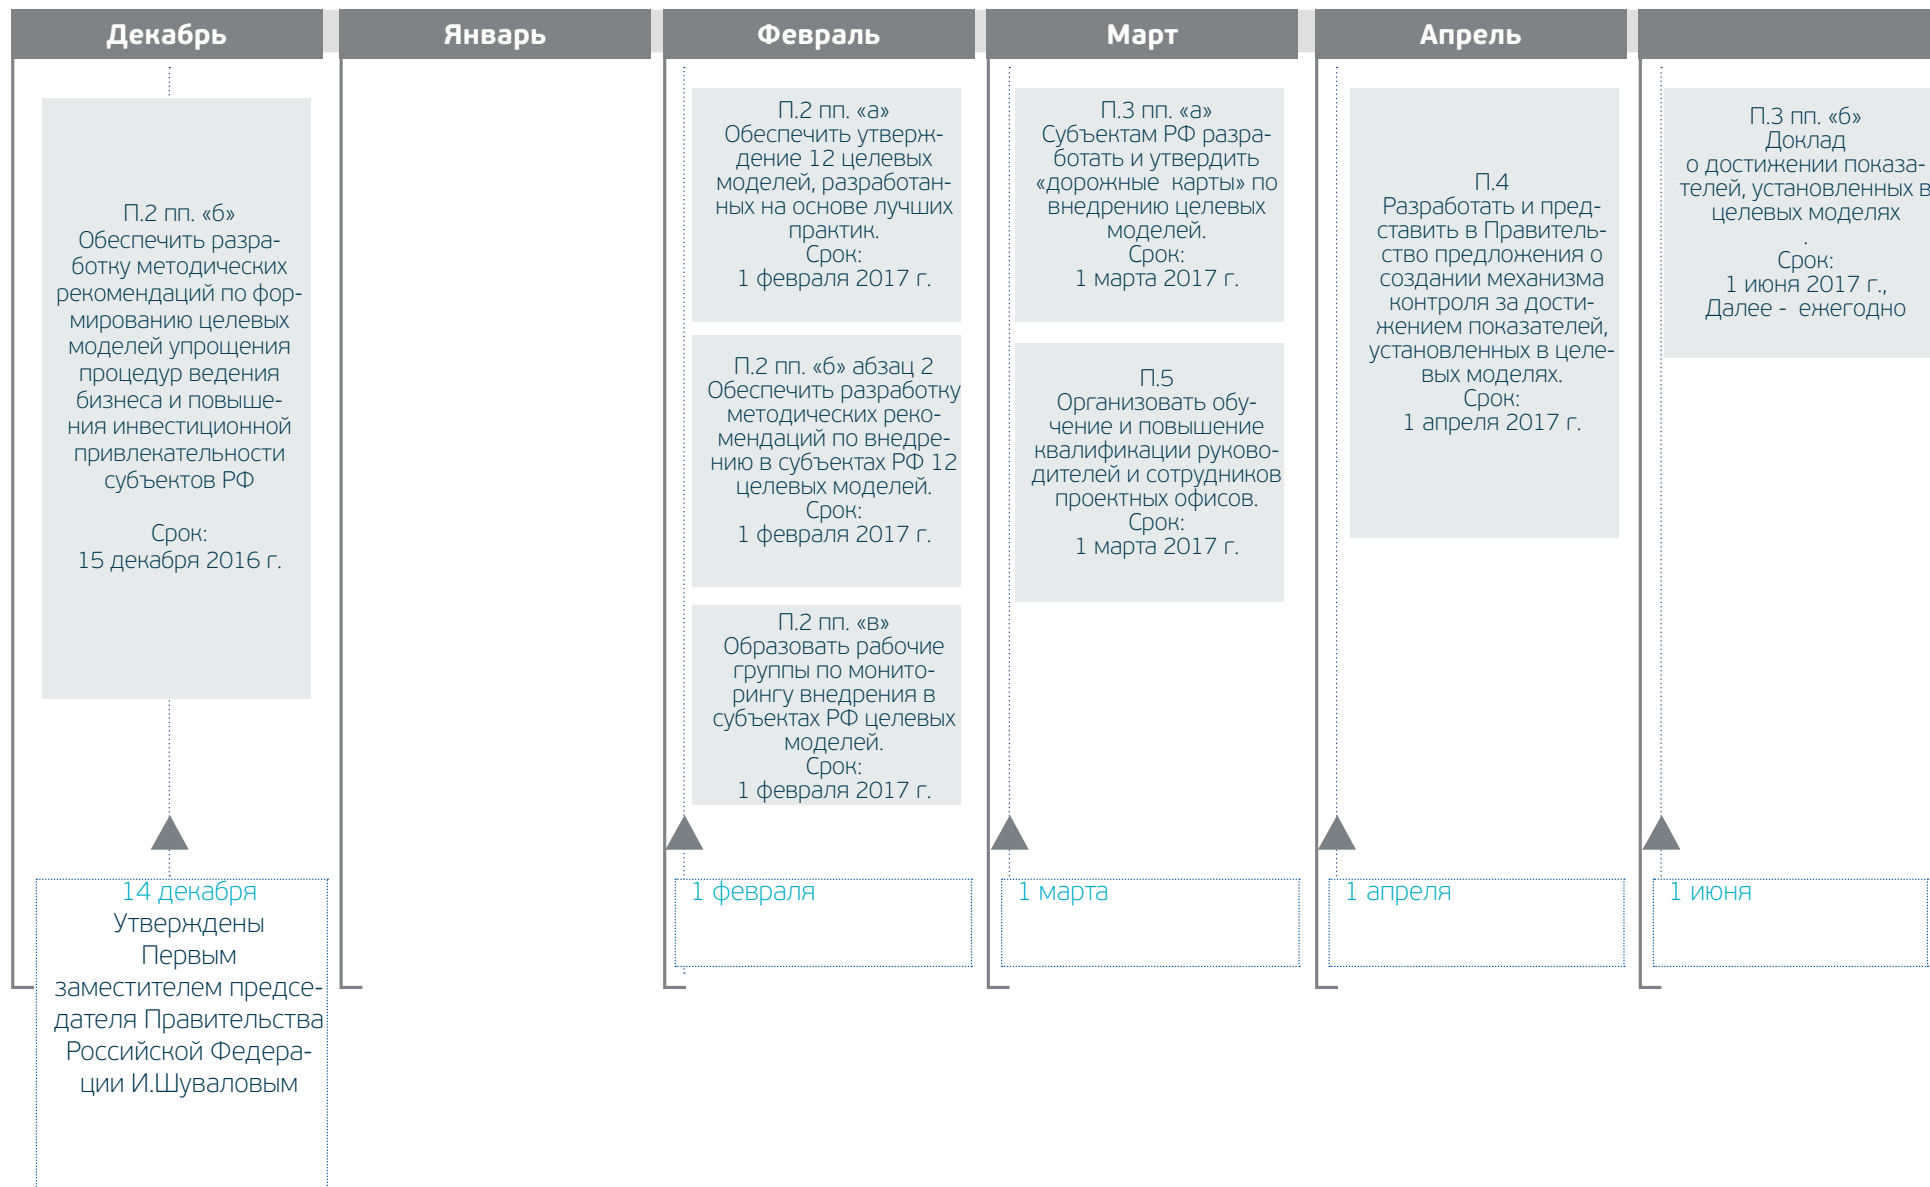 Декабрь
Январь
Февраль
Март
Апрель
П.2 пп. «б»
Обеспечить разра-
ботку методических
рекомендаций по фор-
мированию целевых
моделей упрощения
процедур ведения
бизнеса и повыше-
ния инвестиционной
привлекательности
субъектов РФ
Срок:
15 декабря 2016 г.
14 декабря
Утверждены
Первым
заместителем предсе-
дателя Правительства
Российской Федера-
ции И.Шуваловым
П.2 пп. «а»
Обеспечить утверж-
дение 12 целевых
моделей, разработан-
ных на основе лучших
практик.
Срок:
1 февраля 2017 г.
П.2 пп. «б» абзац 2
Обеспечить разработку
методических реко-
мендаций по внедре-
нию в субъектах РФ 12
целевых моделей.
Срок:
1 февраля 2017 г.
П.2 пп. «в»
Образовать рабочие
группы по монито-
рингу внедрения в
субъектах РФ целевых
моделей.
Срок:
1 февраля 2017 г.
1 февраля
П.3 пп. «а»
Субъектам РФ разра-
ботать и утвердить
«дорожные  карты» по
внедрению целевых
моделей.
Срок:
1 марта 2017 г.
П.5
Организовать обу-
чение и повышение
квалификации руково-
дителей и сотрудников
проектных офисов.
Срок:
1 марта 2017 г.
1 марта
П.4
Разработать и пред-
ставить в Правитель-
ство предложения о
создании механизма
контроля за дости-
жением показателей,
установленных в целе-
вых моделях.
Срок:
1 апреля 2017 г.
1 апреля
П.3 пп. «б»
Доклад
о достижении показа-
телей, установленных в
целевых моделях
.
Срок:
1 июня 2017 г.,
Далее -  ежегодно
1 июня